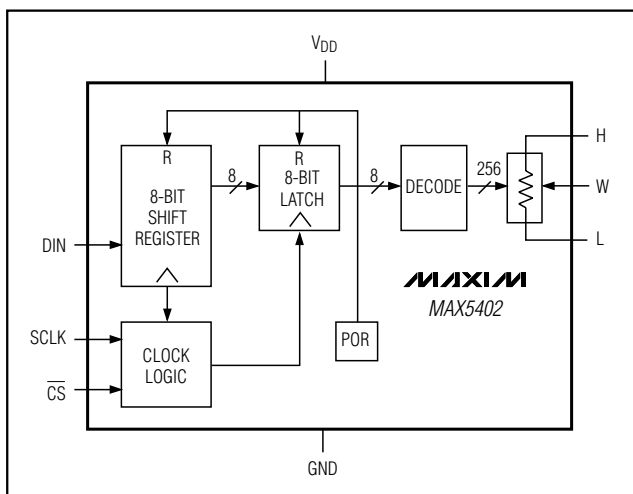 VDD
R
8-BIT
SHIFT
REGISTER
8
R
8-BIT
LATCH
8
DECODE
256
H
W
L
DIN
SCLK
CS
CLOCK
LOGIC
POR
MAXIM
MAX5402
GND